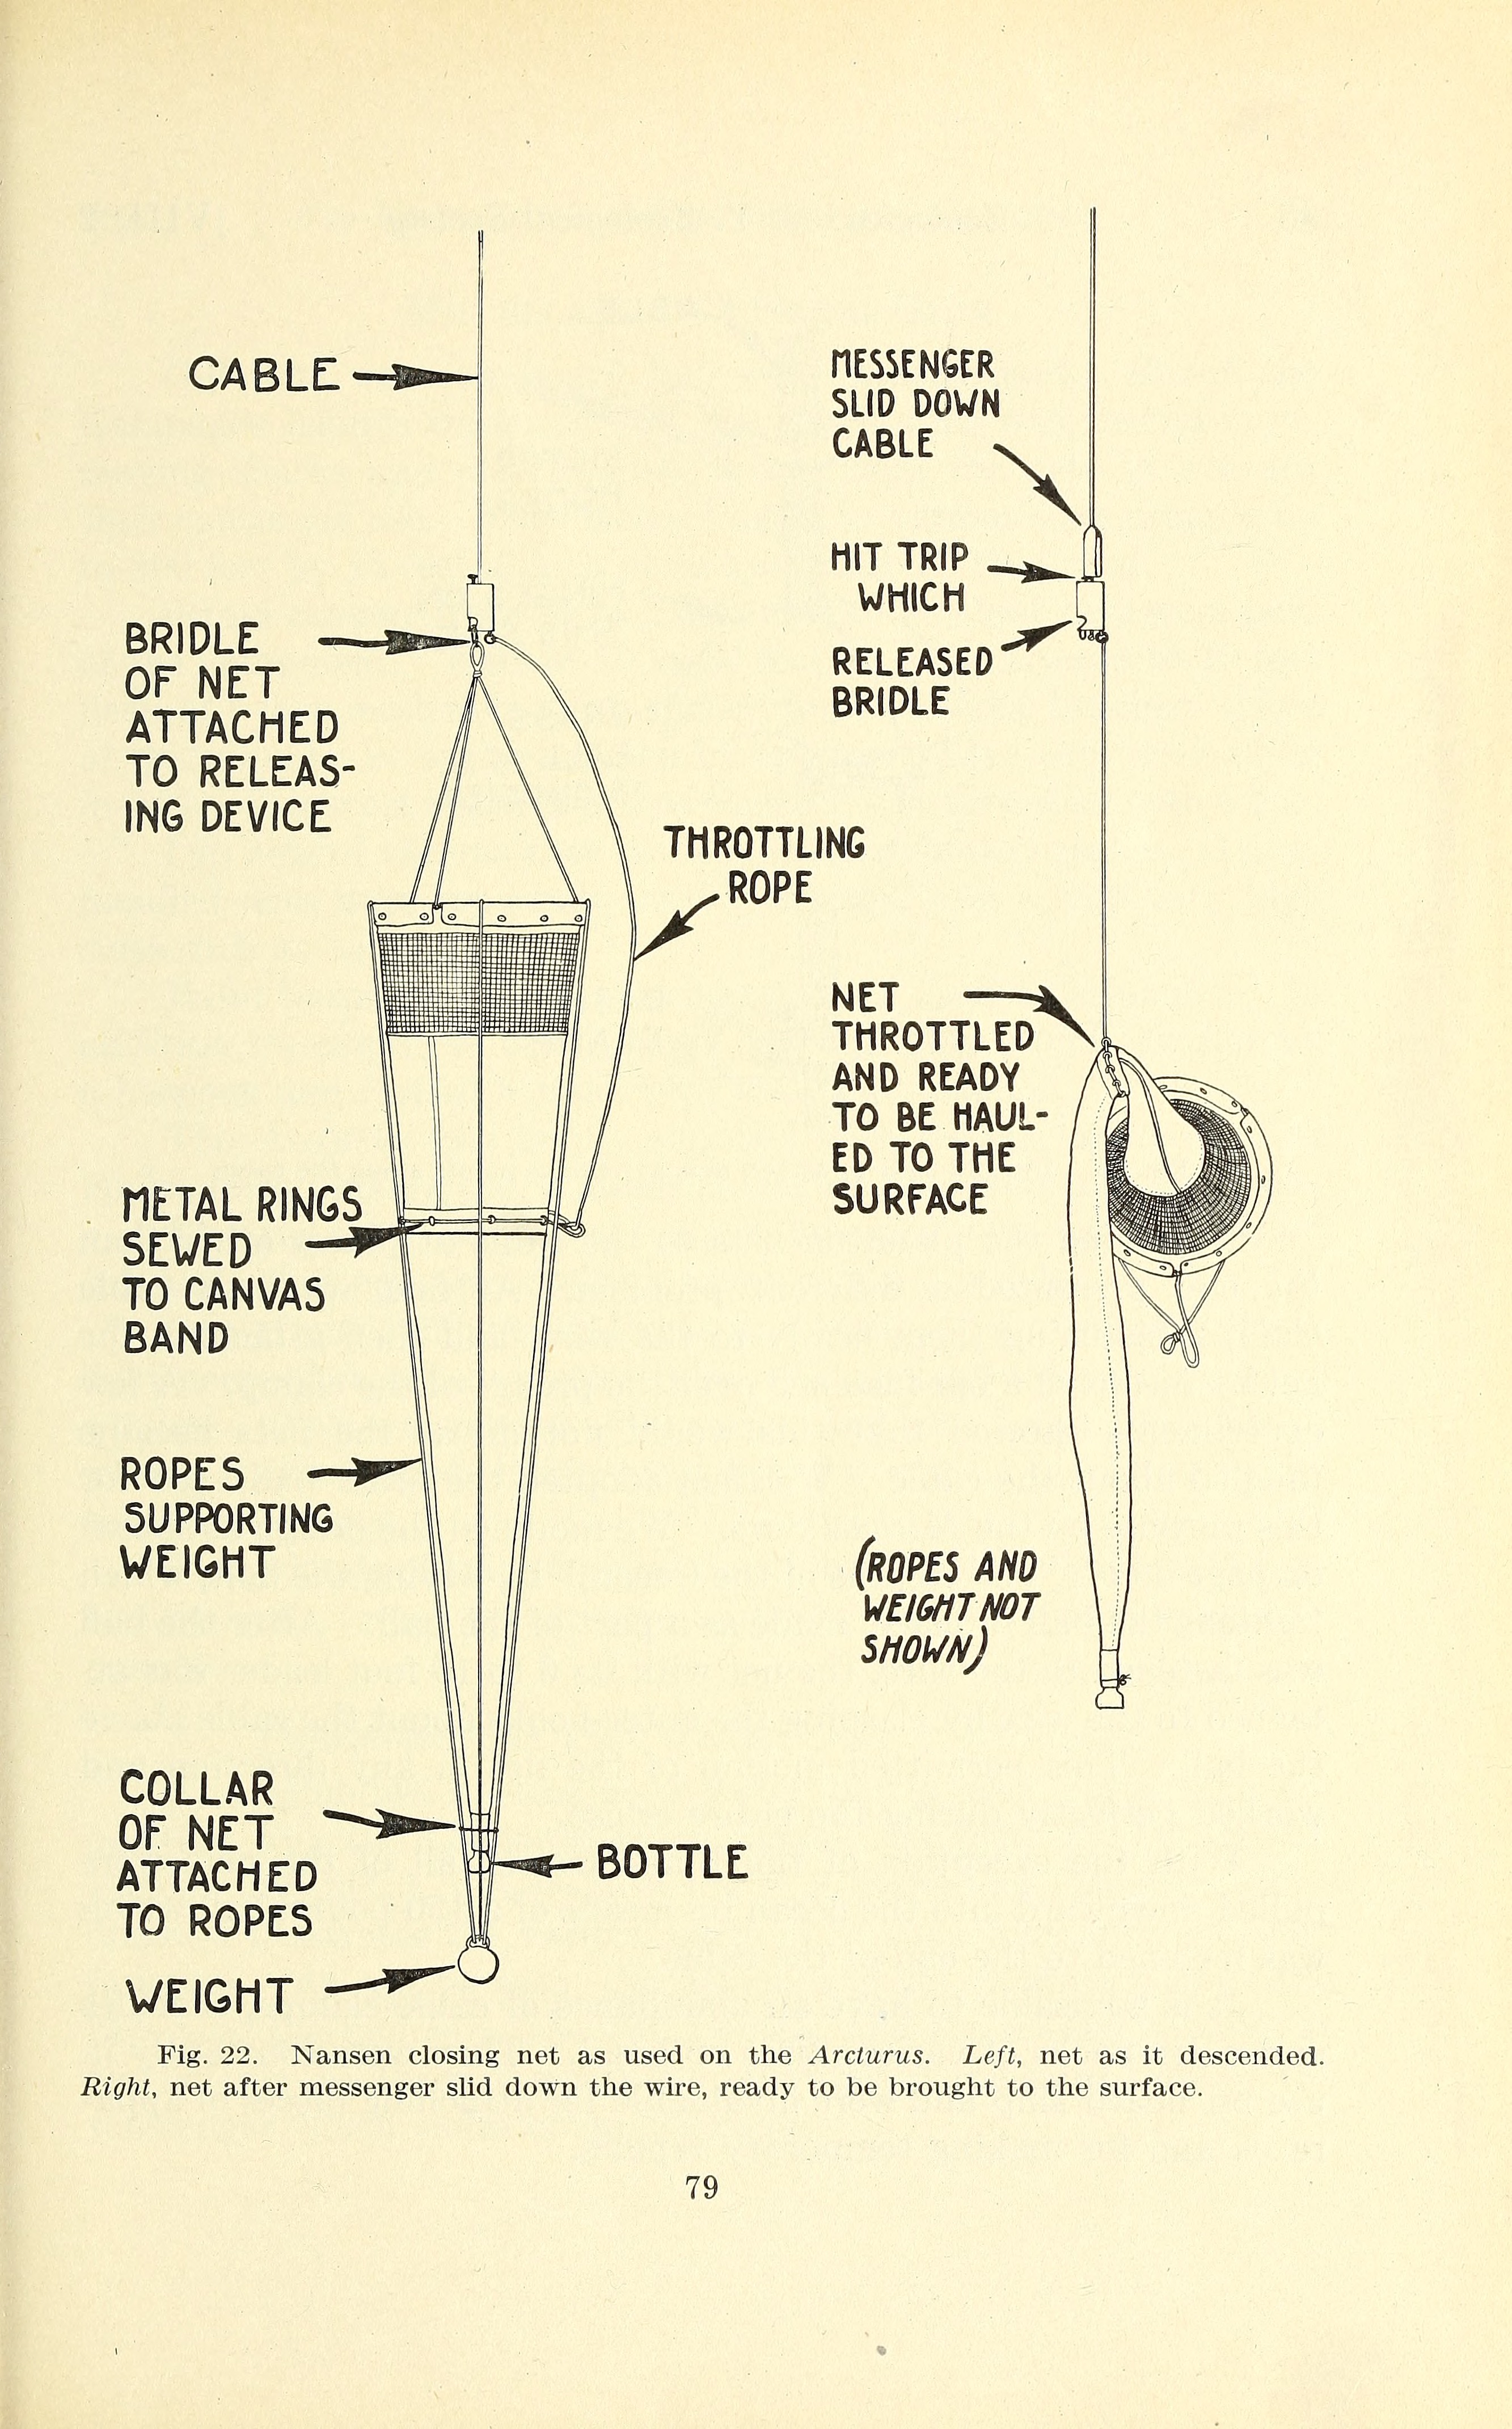 CABLE
BRIDLE
OF NET
ATTACHED
TO RELEAS-
ING DEVICE
THROTTLING
ROPE
METAL RINGS
SEWED
TO CANVAS
BAND
ROPES
SUPPORTING
WEIGHT
COLLAR
OF NET
ATTACHED
TO ROPES
BOTTLE
WEIGHT
MESSENGER
SLID DOWN
CABLE
HIT TRIP
WHICH
RELEASED
BRIDLE
NET
THROTTLED
AND READY
TO BE HAUL-
ED TO THE
SURFACE
(ROPES AND
WEIGHT NOT
SHOWN)
Fig. 22. Nansen closing net as used on the Arcturus. Left, net as it descended.
Right, net after messenger slid down the wire, ready to be brought to the surface.
79